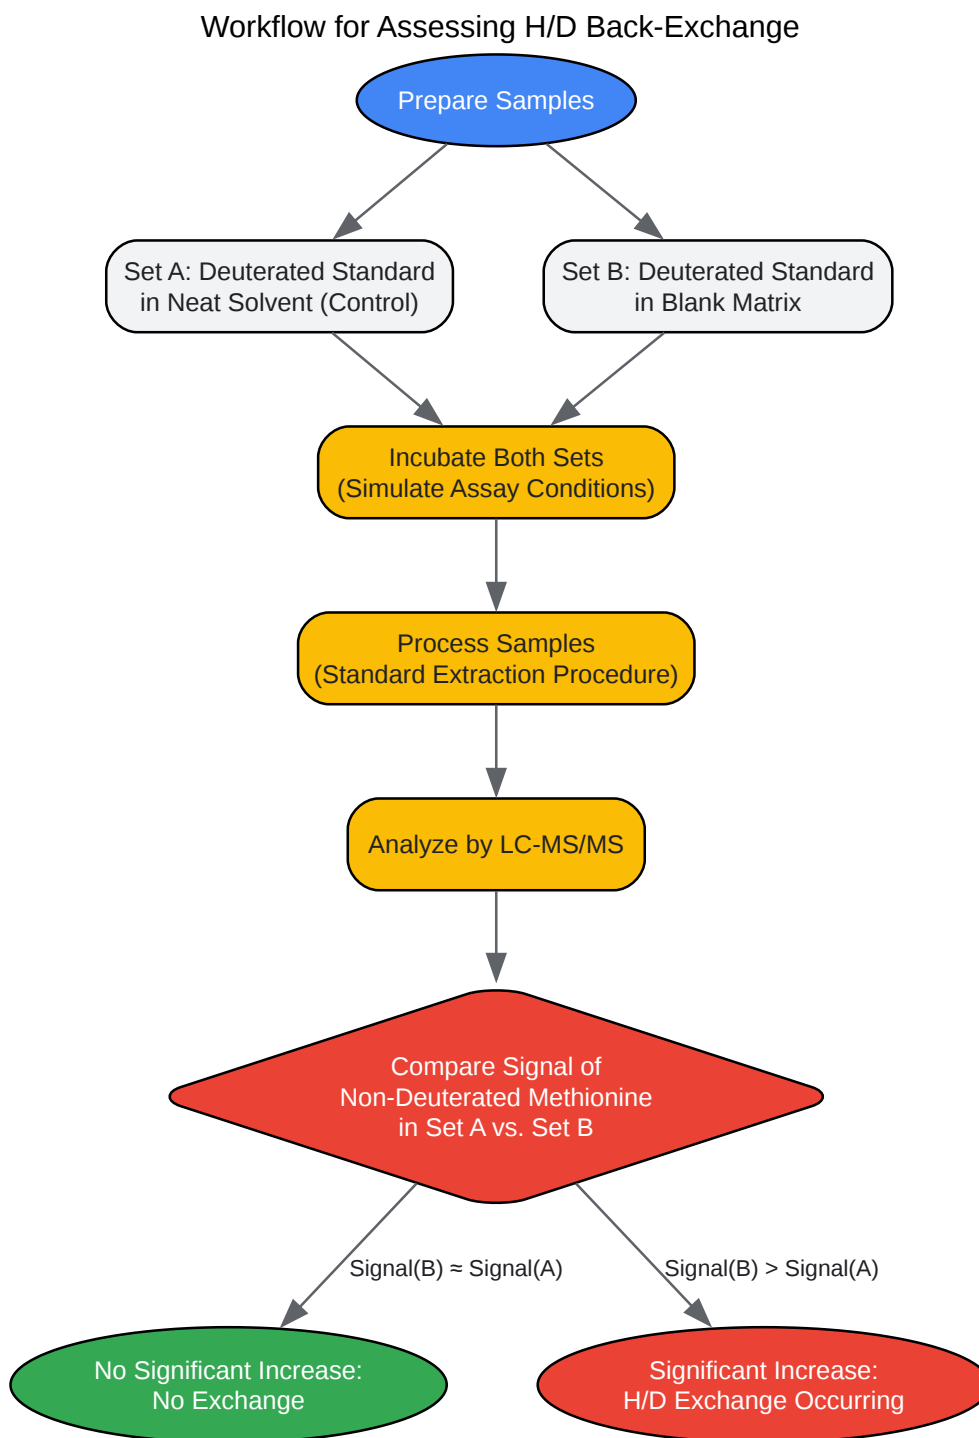 Workflow for Assessing H/D Back-Exchange
Prepare Samples
Set A: Deuterated Standard
in Neat Solvent (Control)
Set B: Deuterated Standard
in Blank Matrix
Incubate Both Sets
(Simulate Assay Conditions)
Process Samples
(Standard Extraction Procedure)
Analyze by LC-MS/MS
Compare Signal of
Non-Deuterated Methionine
in Set A vs. Set B
Signal(B) ≈ Signal(A)
Signal(B) > Signal(A)
No Significant Increase:
No Exchange
Significant Increase:
H/D Exchange Occurring